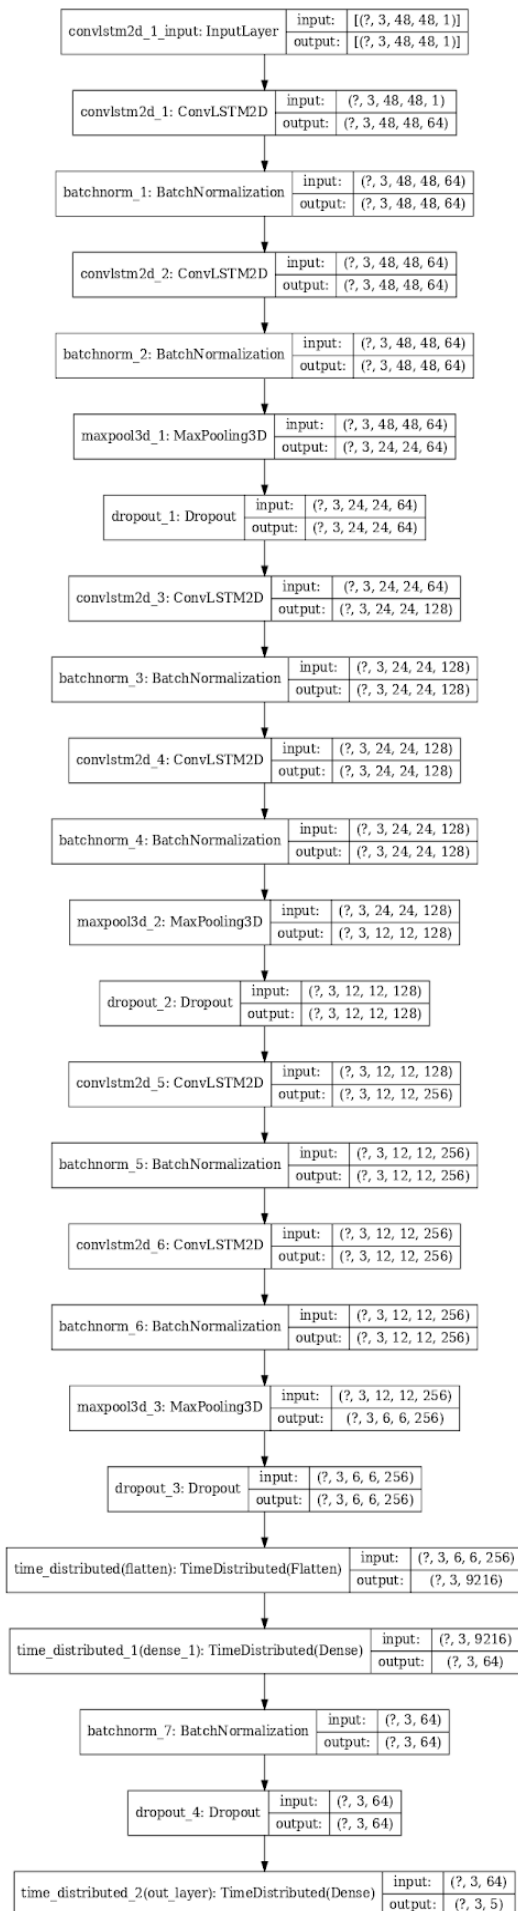 convlstm2d_1_input: InputLayer
input: [(?, 3, 48, 48, 1)]
output: [(?, 3, 48, 48, 1)]
convlstm2d_1: ConvLSTM2D
input: (?, 3, 48, 48, 1)
output: (?, 3, 48, 48, 64)
batchnorm_1: BatchNormalization
input: (?, 3, 48, 48, 64)
output: (?, 3, 48, 48, 64)
convlstm2d_2: ConvLSTM2D
input: (?, 3, 48, 48, 64)
output: (?, 3, 48, 48, 64)
batchnorm_2: BatchNormalization
input: (?, 3, 48, 48, 64)
output: (?, 3, 48, 48, 64)
maxpool3d_1: MaxPooling3D
input: (?, 3, 48, 48, 64)
output: (?, 3, 24, 24, 64)
dropout_1: Dropout
input: (?, 3, 24, 24, 64)
output: (?, 3, 24, 24, 64)
convlstm2d_3: ConvLSTM2D
input: (?, 3, 24, 24, 64)
output: (?, 3, 24, 24, 128)
batchnorm_3: BatchNormalization
input: (?, 3, 24, 24, 128)
output: (?, 3, 24, 24, 128)
convlstm2d_4: ConvLSTM2D
input: (?, 3, 24, 24, 128)
output: (?, 3, 24, 24, 128)
batchnorm_4: BatchNormalization
input: (?, 3, 24, 24, 128)
output: (?, 3, 24, 24, 128)
maxpool3d_2: MaxPooling3D
input: (?, 3, 24, 24, 128)
output: (?, 3, 12, 12, 128)
dropout_2: Dropout
input: (?, 3, 12, 12, 128)
output: (?, 3, 12, 12, 128)
convlstm2d_5: ConvLSTM2D
input: (?, 3, 12, 12, 128)
output: (?, 3, 12, 12, 256)
batchnorm_5: BatchNormalization
input: (?, 3, 12, 12, 256)
output: (?, 3, 12, 12, 256)
convlstm2d_6: ConvLSTM2D
input: (?, 3, 12, 12, 256)
output: (?, 3, 12, 12, 256)
batchnorm_6: BatchNormalization
input: (?, 3, 12, 12, 256)
output: (?, 3, 12, 12, 256)
maxpool3d_3: MaxPooling3D
input: (?, 3, 12, 12, 256)
output: (?, 3, 6, 6, 256)
dropout_3: Dropout
input: (?, 3, 6, 6, 256)
output: (?, 3, 6, 6, 256)
time_distributed(flatten): TimeDistributed(Flatten)
input: (?, 3, 6, 6, 256)
output: (?, 3, 9216)
time_distributed_1(dense_1): TimeDistributed(Dense)
input: (?, 3, 9216)
output: (?, 3, 64)
batchnorm_7: BatchNormalization
input: (?, 3, 64)
output: (?, 3, 64)
dropout_4: Dropout
input: (?, 3, 64)
output: (?, 3, 64)
time_distributed_2(out_layer): TimeDistributed(Dense)
input: (?, 3, 64)
output: (?, 3, 5)